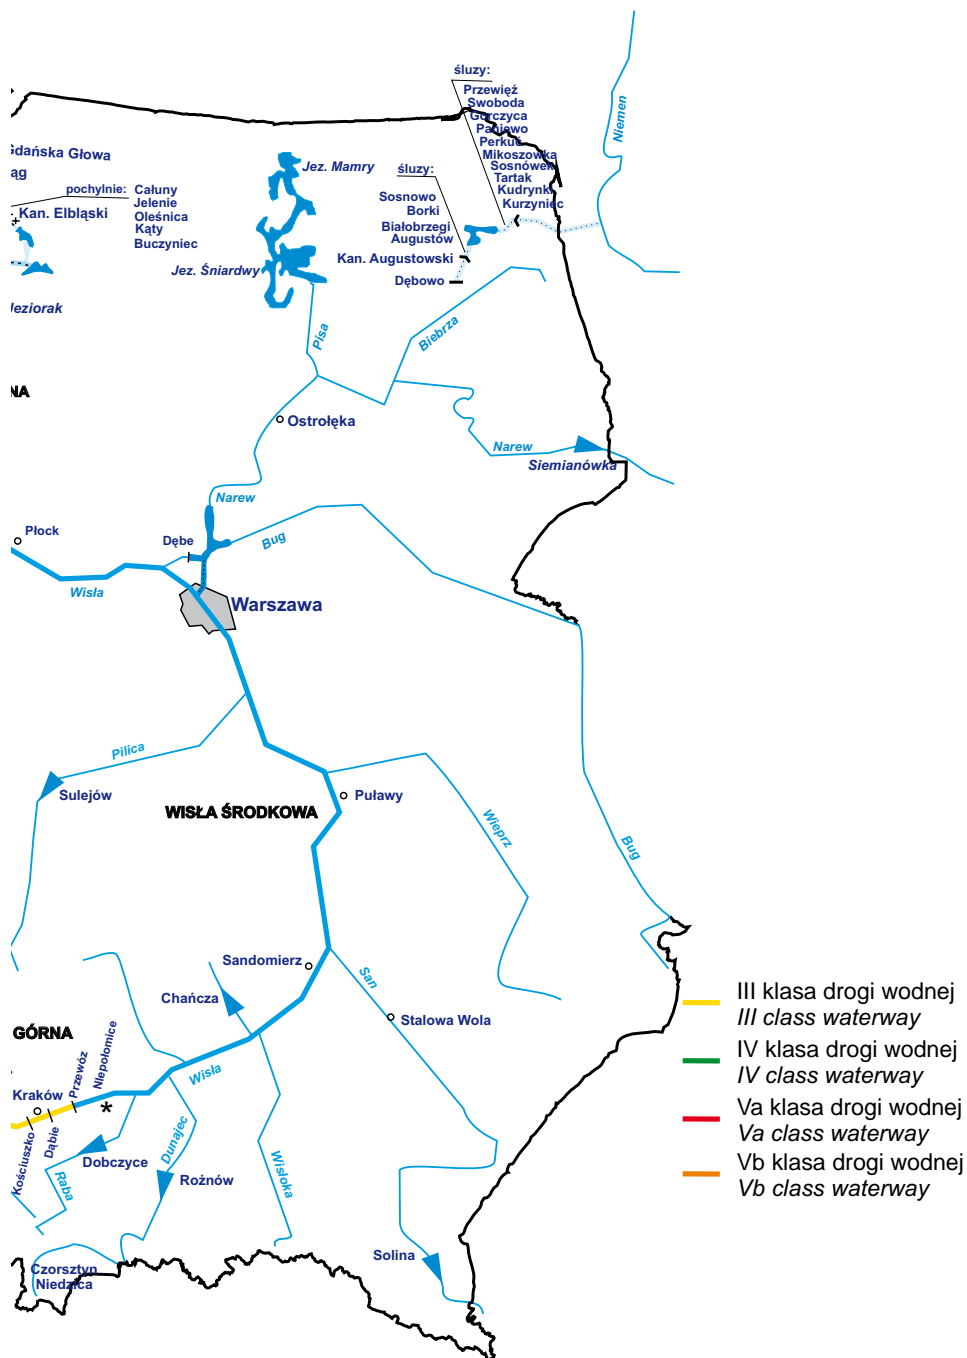 śluzy:
Przewięź
Swoboda
Gorczyca
Paniewo
Perkuć
Mikoszowka
Sosnówek
Tartak
Kudrynki
Kurzyniec
Niemen
Gdańska Głowa
pochylnie:
Całuny
Jelenie
Oleśnica
Kąty
Buczyniec
Kan. Elbląski
Jez. Mamry
śluzy:
Sosnowo
Borki
Białobrzegi
Augustów
Kan. Augustowski
Dębowo
Jez. Śniardwy
Jeziorak
Pisa
Biebrza
NA
Ostrołęka
Narew
Siemianówka
Narew
Płock
Dębe
Bug
Wisła
Warszawa
Pilica
Sulejów
WISŁA ŚRODKOWA
Puławy
Wieprz
Bug
Sandomierz
San
Chańcza
Stalowa Wola
GÓRNA
Przewóz
NIepołomice
Wisła
Kraków
*
Kościuszko
Dąbie
Dobczyce
Raba
Dunajec
Rożnów
Wisłoka
Solina
Czorsztyn
Niedzica
III klasa drogi wodnej
III class waterway
IV klasa drogi wodnej
IV class waterway
Va klasa drogi wodnej
Va class waterway
Vb klasa drogi wodnej
Vb class waterway